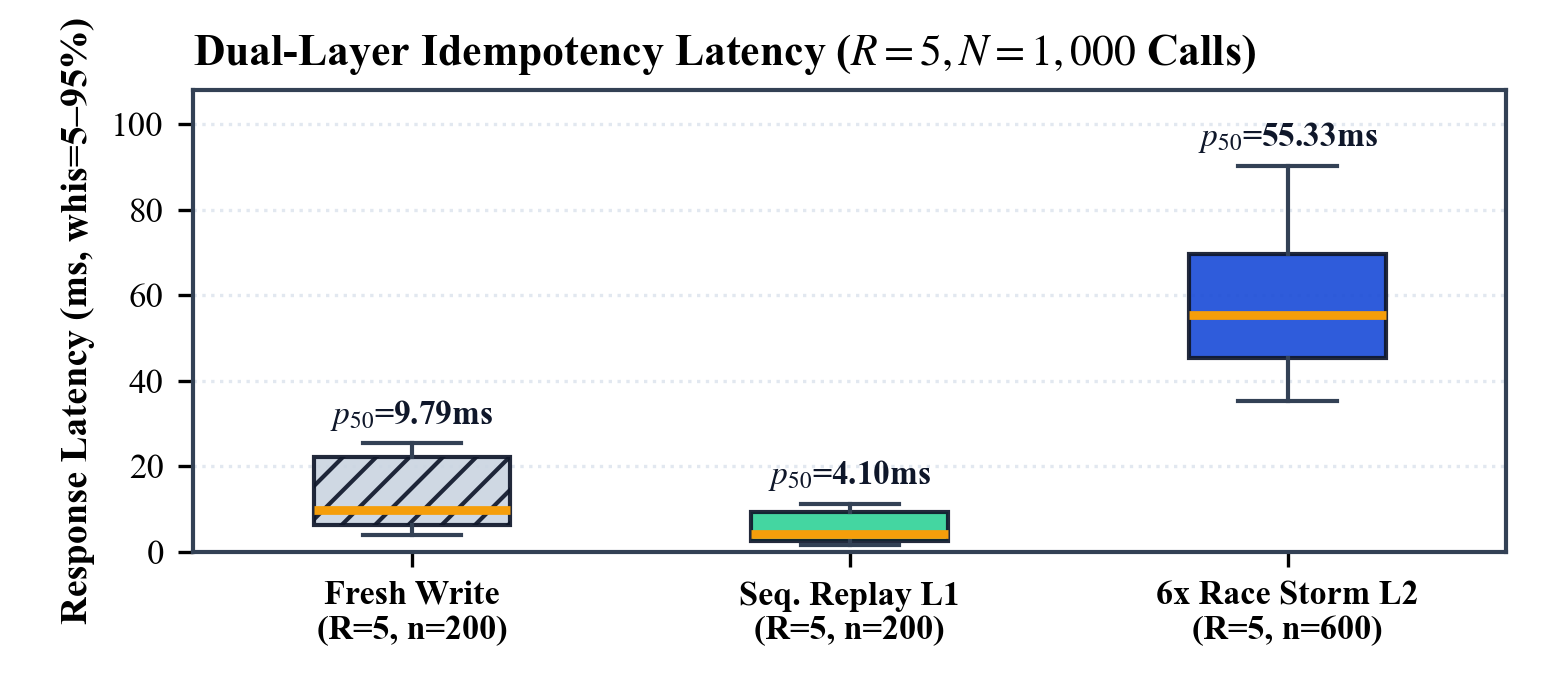 Dual-Layer Idempotency Latency (R = 5, N = 1,000 Calls)
Response Latency (ms, whis=5–95%)
100
80
60
40
20
0
p50=9.79ms
p50=4.10ms
p50=55.33ms
Fresh Write
(R=5, n=200)
Seq. Replay L1
(R=5, n=200)
6x Race Storm L2
(R=5, n=600)